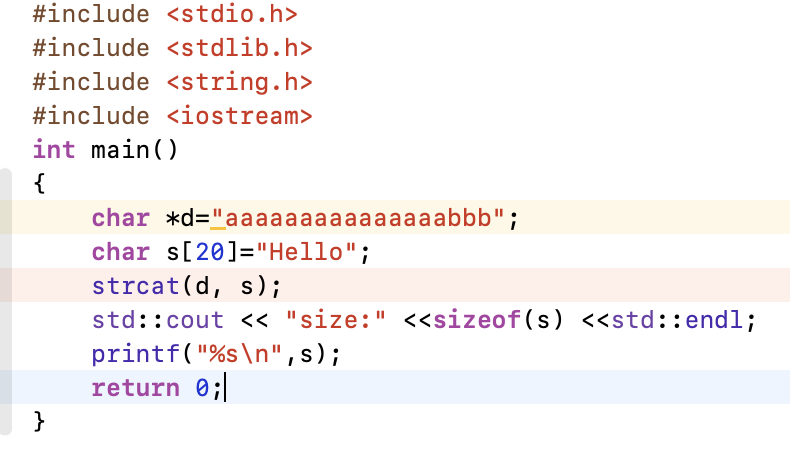 #include <stdio.h>
#include <stdlib.h>
#include <string.h>
#include <iostream>
int main()
{
    char *d="aaaaaaaaaaaaaaabbb";
    char s[20]="Hello";
    strcat(d, s);
    std::cout << "size:" <<sizeof(s) <<std::endl;
    printf("%s\n",s);
    return 0;
}